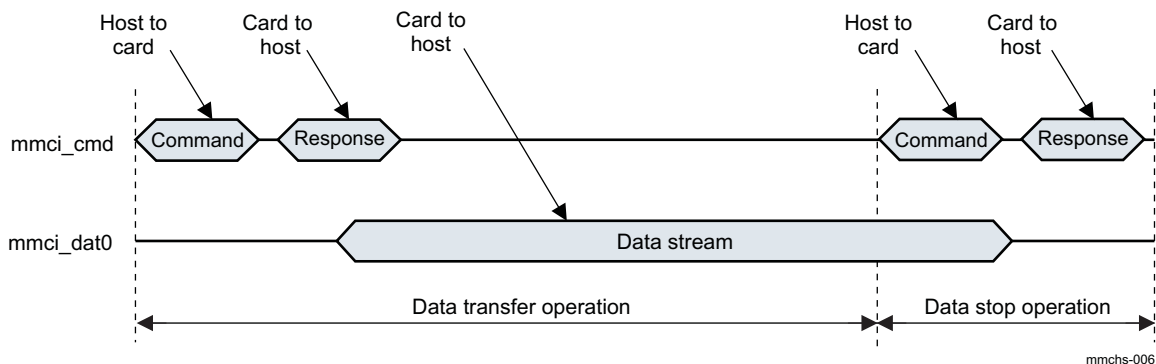 Host to
card
Card to
host
Card to
host
Host to
card
Card to
host
mmci_cmd
Command
Response
Command
Response
mmci_dat0
Data stream
Data transfer operation
Data stop operation
mmchs-006